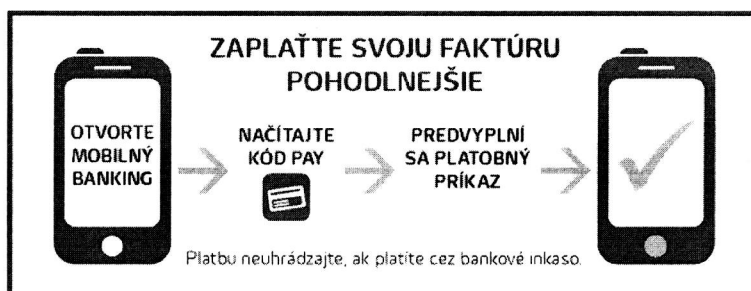 ZAPLAŤTE SVOJU FAKTÚRU
POHODLNEJŠIE
OTVORTE
MOBILNÝ
BANKING
NAČÍTAJTE
KÓD PAY
PREDVYPLNÍ
SA PLATOBNÝ
PRÍKAZ
Platbu neuhrádzajte, ak platíte cez bankové inkaso.